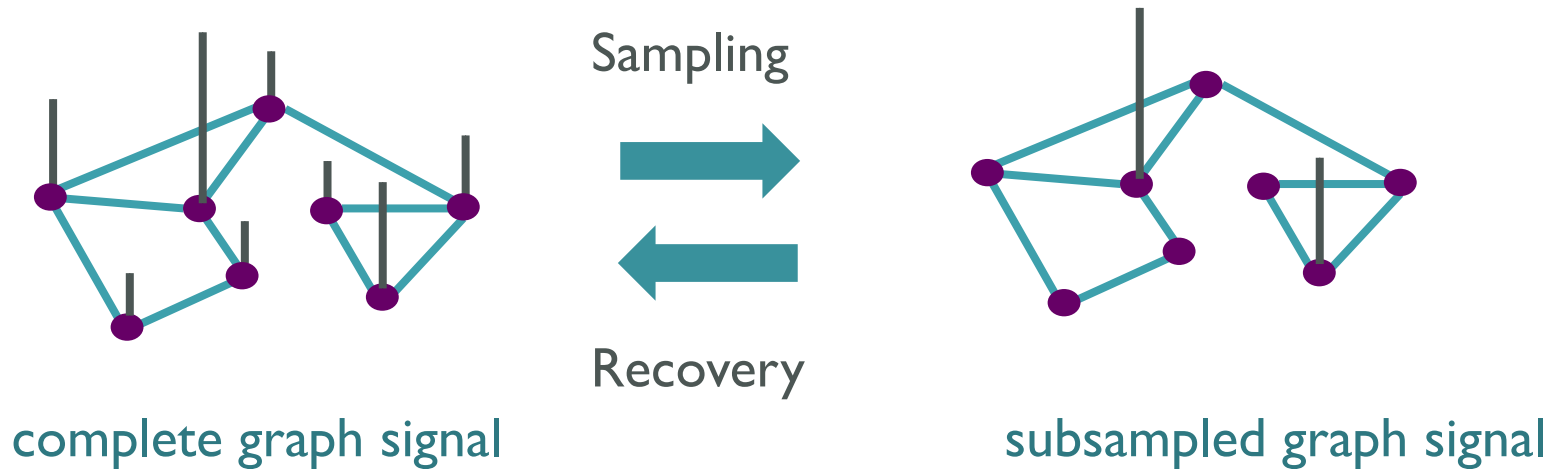 Sampling
Recovery
complete graph signal
subsampled graph signal